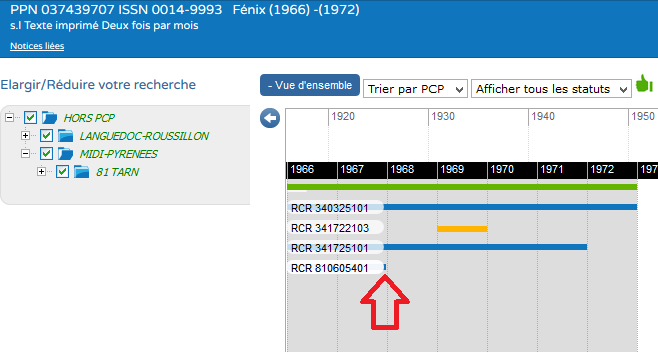 PPN 037439707 ISSN 0014-9993 Fénix (1966) -(1972)
s.l Texte imprimé Deux fois par mois
Notices liées
Elargir/Réduire votre recherche
HORS PCP
LANGUEDOC-ROUSSILLON
MIDI-PYRENEES
81 TARN
- Vue d'ensemble
Trier par PCP
Afficher tous les statuts
1920 1930 1940 1950
1966 1967 1968 1969 1970 1971 1972 197
RCR 340325101
RCR 341722103
RCR 341725101
RCR 810605401